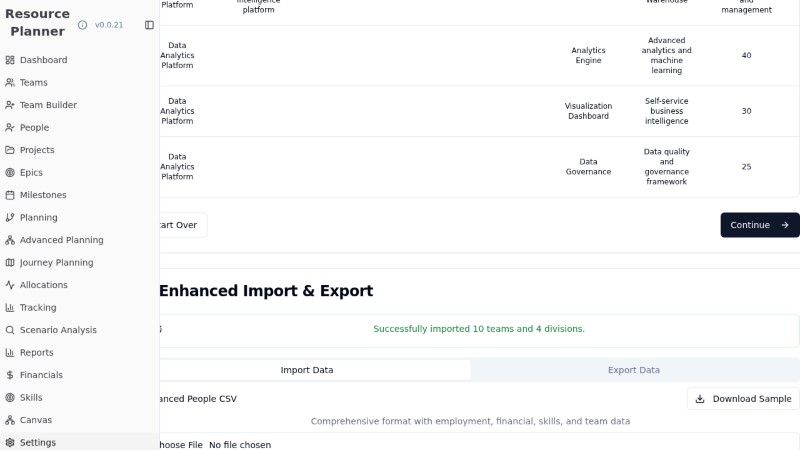 Resource
Planner
v0.0.21
Dashboard
Teams
Team Builder
People
Projects
Epics
Milestones
Planning
Advanced Planning
Journey Planning
Allocations
Tracking
Scenario Analysis
Reports
Financials
Skills
Canvas
Settings
Platform
platform
management
Data
Analytics
Platform
Analytics
Engine
Advanced
analytics and
machine
learning
40
Data
Analytics
Platform
Visualization
Dashboard
Self-service
business
intelligence
30
Data
Analytics
Platform
Data
Governance
Data quality
and
governance
framework
25
art Over
Continue
Enhanced Import & Export
Successfully imported 10 teams and 4 divisions.
Import Data
Export Data
anced People CSV
Download Sample
Comprehensive format with employment, financial, skills, and team data
hoose File No file chosen